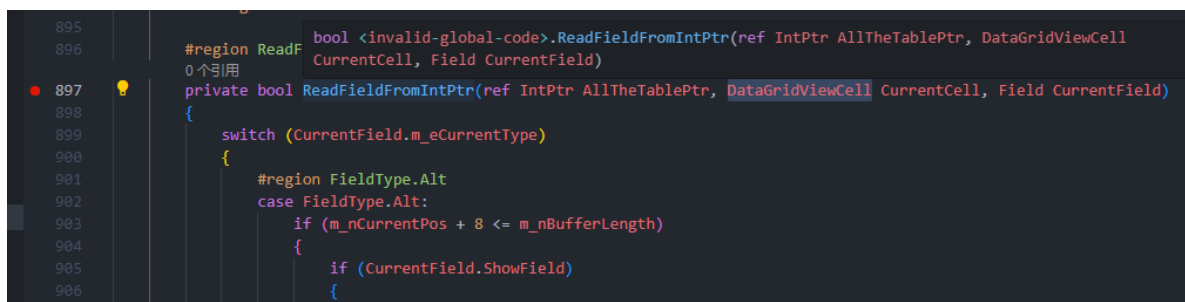 895
896 #region ReadF
bool <invalid-global-code>.ReadFieldFromIntPtr(ref IntPtr AllTheTablePtr, DataGridViewCell
CurrentCell, Field CurrentField)
0 个引用
897 private bool ReadFieldFromIntPtr(ref IntPtr AllTheTablePtr, DataGridViewCell CurrentCell, Field CurrentField)
898 {
899 switch (CurrentField.m_eCurrentType)
900 {
901 #region FieldType.Alt
902 case FieldType.Alt:
903 if (m_nCurrentPos + 8 <= m_nBufferLength)
904 {
905 if (CurrentField.ShowField)
906 {